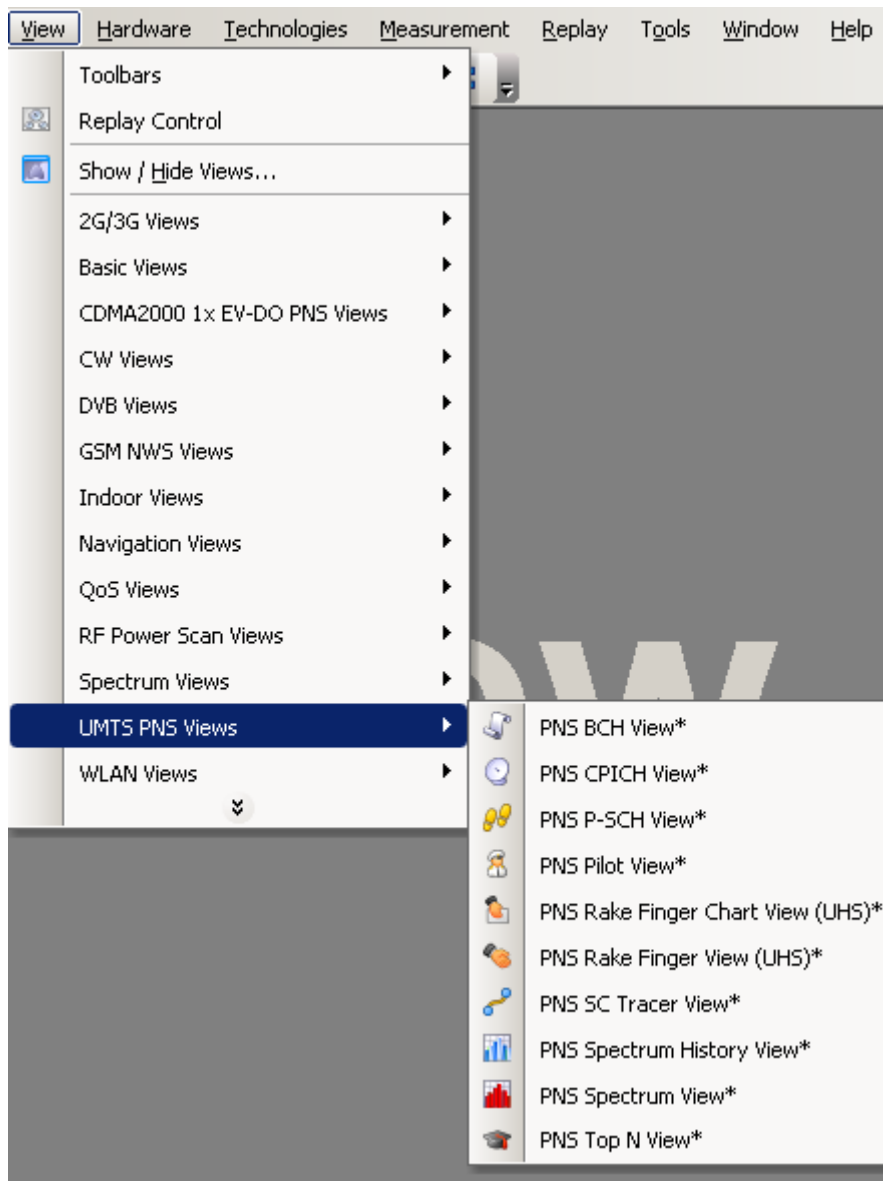 View Hardware Technologies Measurement Replay Tools Window Help
Toolbars
Replay Control
Show / Hide Views...
2G/3G Views
Basic Views
CDMA2000 1x EV-DO PNS Views
CW Views
DVB Views
GSM NWS Views
Indoor Views
Navigation Views
QoS Views
RF Power Scan Views
Spectrum Views
UMTS PNS Views
WLAN Views
PNS BCH View*
PNS CPICH View*
PNS P-SCH View*
PNS Pilot View*
PNS Rake Finger Chart View (UHS)*
PNS Rake Finger View (UHS)*
PNS SC Tracer View*
PNS Spectrum History View*
PNS Spectrum View*
PNS Top N View*